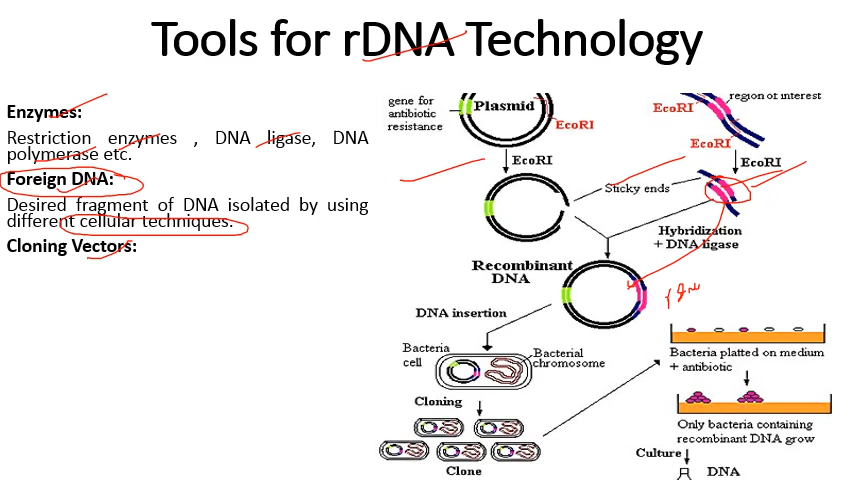 Tools for rDNA Technology
Enzymes:
Restriction enzymes , DNA ligase, DNA
polymerase etc.
Foreign DNA:
Desired fragment of DNA isolated by using
different cellular techniques.
Cloning Vectors:
gene for
antibiotic
resistance
Plasmid
EcoRI
EcoRI
region of interest
EcoRI
EcoRI
EcoRI
Sticky ends
Hybridization
+ DNA ligase
Recombinant
DNA
DNA insertion
Bacteria
cell
Bacterial
chromosome
Cloning
Clone
Bacteria platted on medium
+ antibiotic
Only bacteria containing
recombinant DNA grow
Culture
DNA